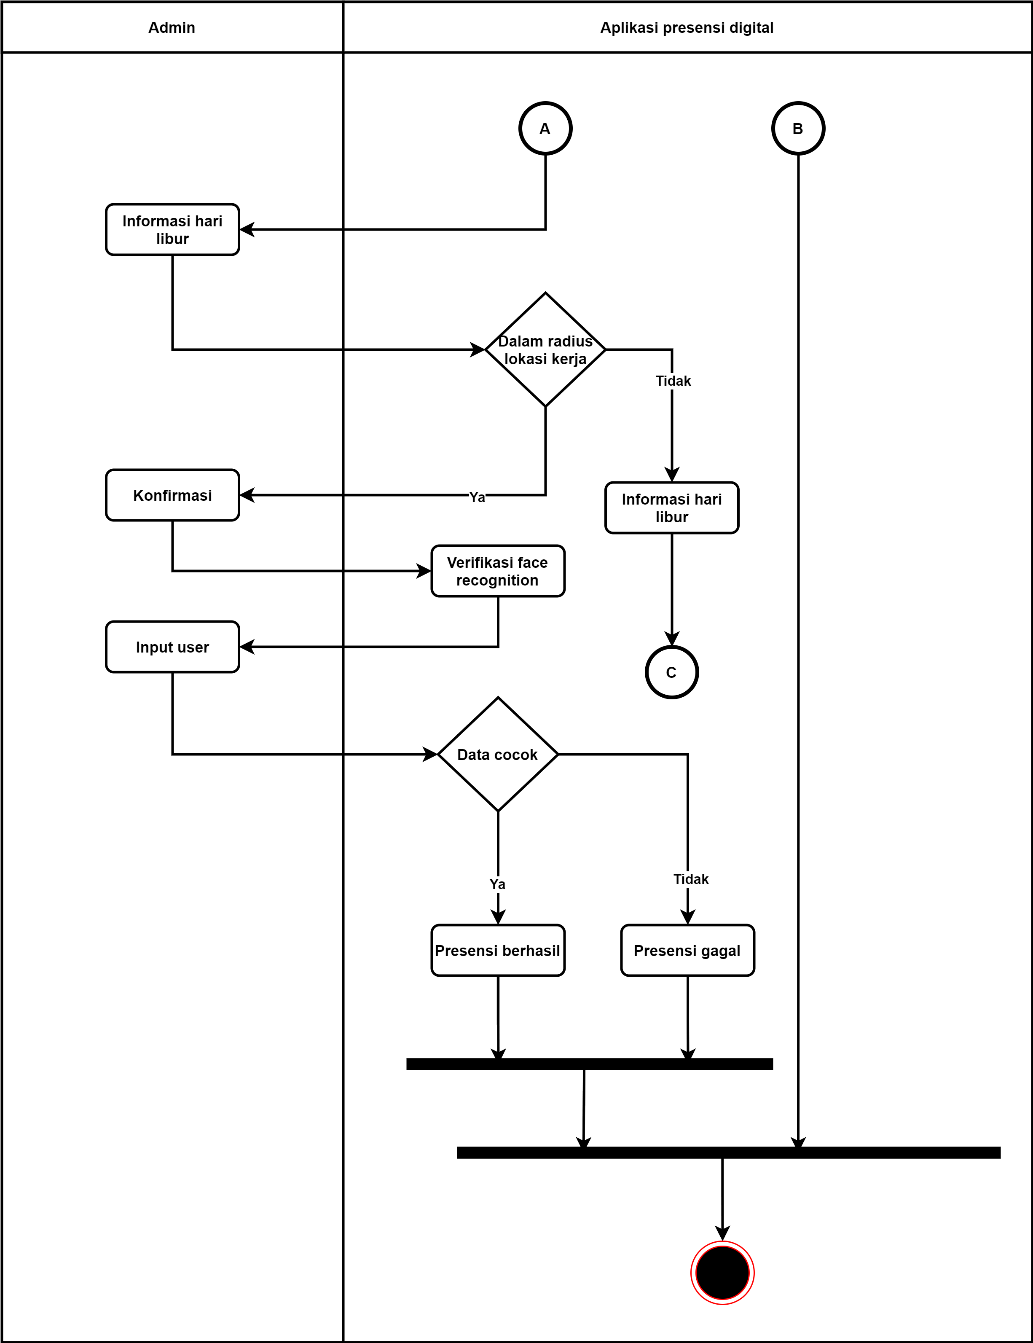 Admin
Aplikasi presensi digital
A
B
Informasi hari
libur
Dalam radius
lokasi kerja
Tidak
Ya
Konfirmasi
Informasi hari
libur
Verifikasi face
recognition
Input user
C
Data cocok
Ya
Tidak
Presensi berhasil
Presensi gagal